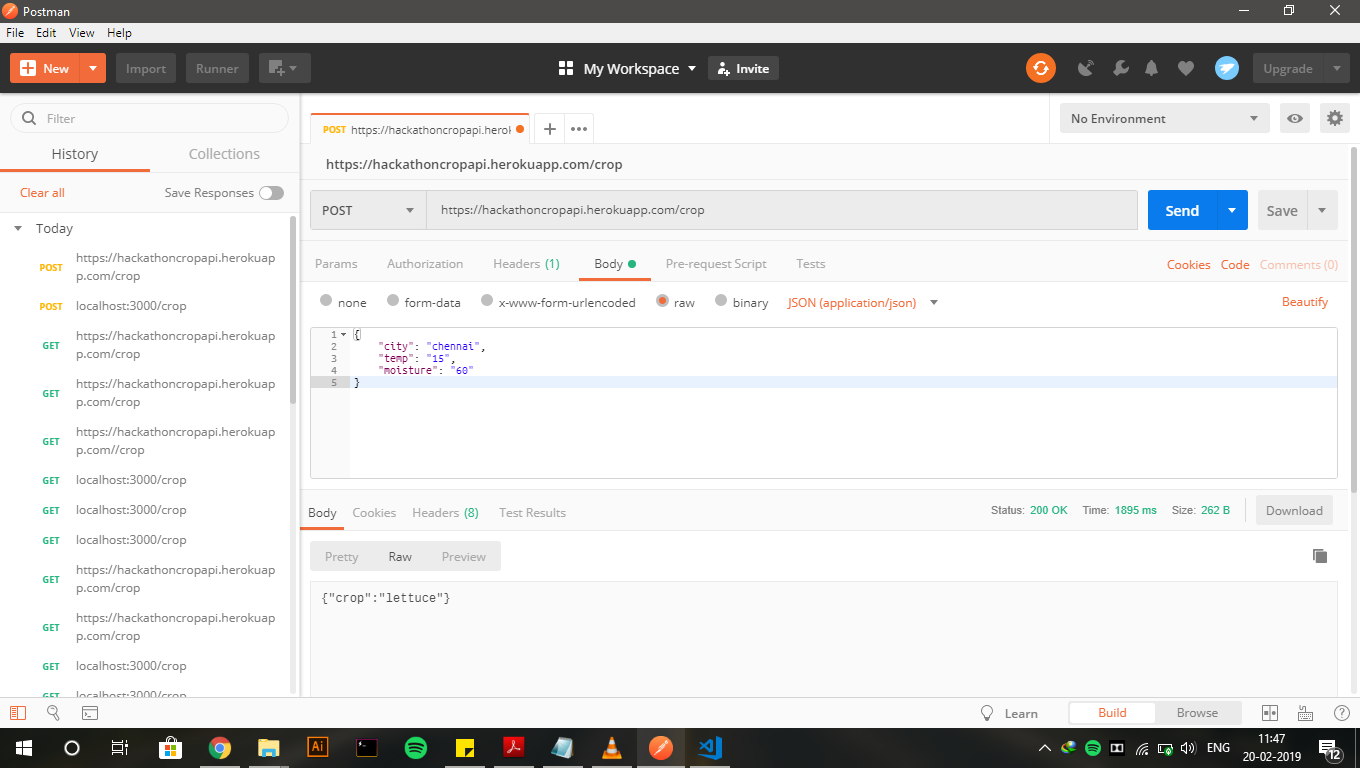 Postman
File Edit View Help
New Import Runner My Workspace Invite Upgrade
Filter
History Collections
Clear all Save Responses
Today
POST https://hackathoncropapi.herokuap
p.com/crop
POST localhost:3000/crop
GET https://hackathoncropapi.herokuap
p.com/crop
GET https://hackathoncropapi.herokuap
p.com/crop
GET https://hackathoncropapi.herokuap
p.com//crop
GET localhost:3000/crop
GET localhost:3000/crop
GET localhost:3000/crop
GET https://hackathoncropapi.herokuap
p.com/crop
GET https://hackathoncropapi.herokuap
p.com/crop
GET localhost:3000/crop
GET localhost:3000/crop
POST https://hackathoncropapi.herok
No Environment
https://hackathoncropapi.herokuapp.com/crop
POST https://hackathoncropapi.herokuapp.com/crop Send Save
Params Authorization Headers (1) Body Pre-request Script Tests Cookies Code Comments (0)
none form-data x-www-form-urlencoded raw binary JSON (application/json) Beautify
1 {
2 "city": "chennai",
3 "temp": "15",
4 "moisture": "60"
5 }
Body Cookies Headers (8) Test Results Status: 200 OK Time: 1895 ms Size: 262 B Download
Pretty Raw Preview
{"crop":"lettuce"}
Learn Build Browse
Ai ENG 11:47
20-02-2019 12